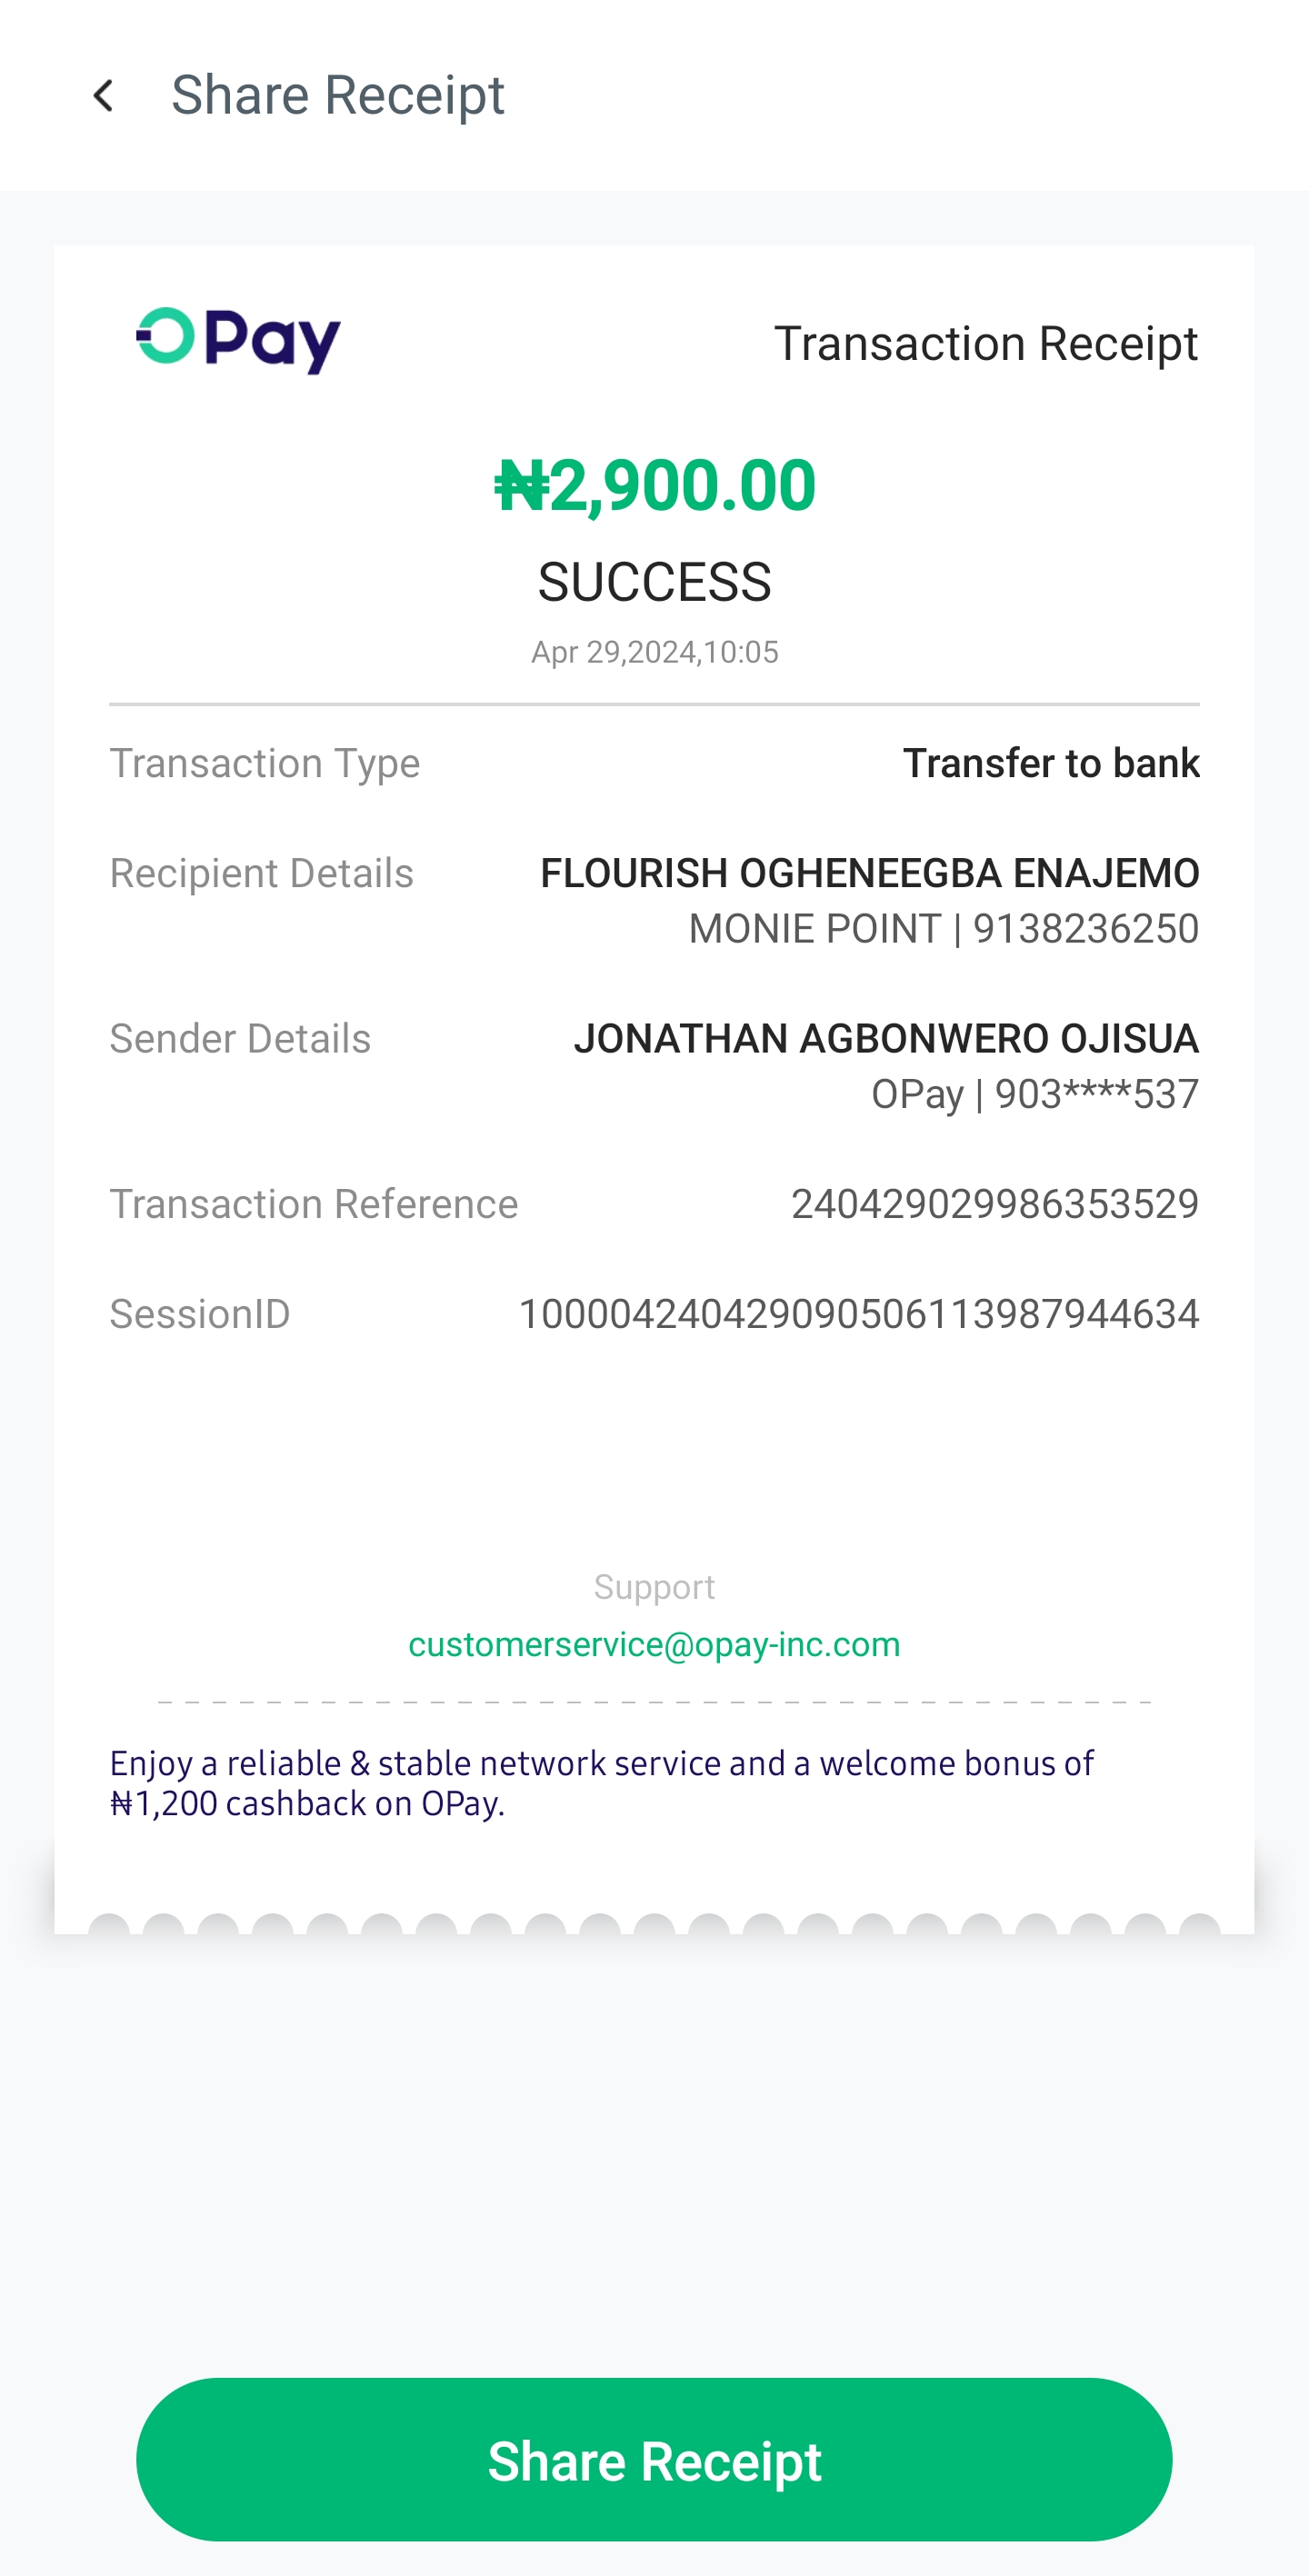 Share Receipt
OPay
Transaction Receipt
₦2,900.00
SUCCESS
Apr 29,2024,10:05
Transaction Type Transfer to bank
Recipient Details FLOURISH OGHENEEGBA ENAJEMO
MONIE POINT | 9138236250
Sender Details JONATHAN AGBONWERO OJISUA
OPay | 903****537
Transaction Reference 240429029986353529
SessionID 100004240429090506113987944634
Support
customerservice@opay-inc.com
Enjoy a reliable & stable network service and a welcome bonus of
₦1,200 cashback on OPay.
Share Receipt